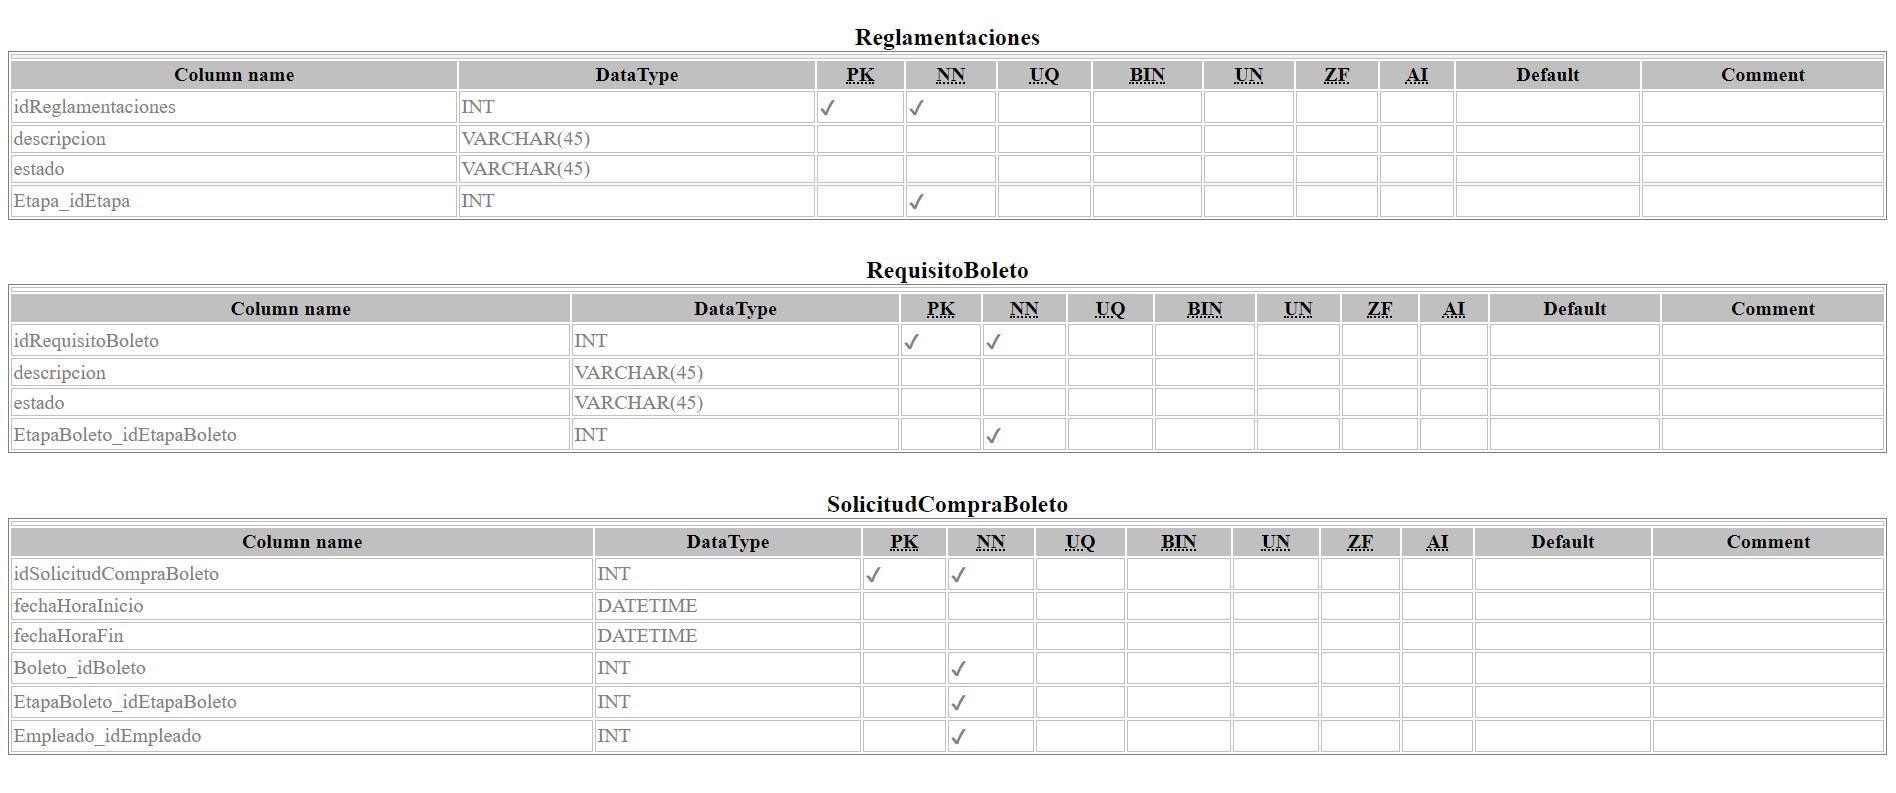 Reglamentaciones
Column name DataType PK NN UQ BIN UN ZF AI Default Comment
idReglamentaciones INT ✓ ✓
descripcion VARCHAR(45)
estado VARCHAR(45)
Etapa_idEtapa INT ✓
RequisitoBoleto
Column name DataType PK NN UQ BIN UN ZF AI Default Comment
idRequisitoBoleto INT ✓ ✓
descripcion VARCHAR(45)
estado VARCHAR(45)
EtapaBoleto_idEtapaBoleto INT ✓
SolicitudCompraBoleto
Column name DataType PK NN UQ BIN UN ZF AI Default Comment
idSolicitudCompraBoleto INT ✓ ✓
fechaHoraInicio DATETIME
fechaHoraFin DATETIME
Boleto_idBoleto INT ✓
EtapaBoleto_idEtapaBoleto INT ✓
Empleado_idEmpleado INT ✓